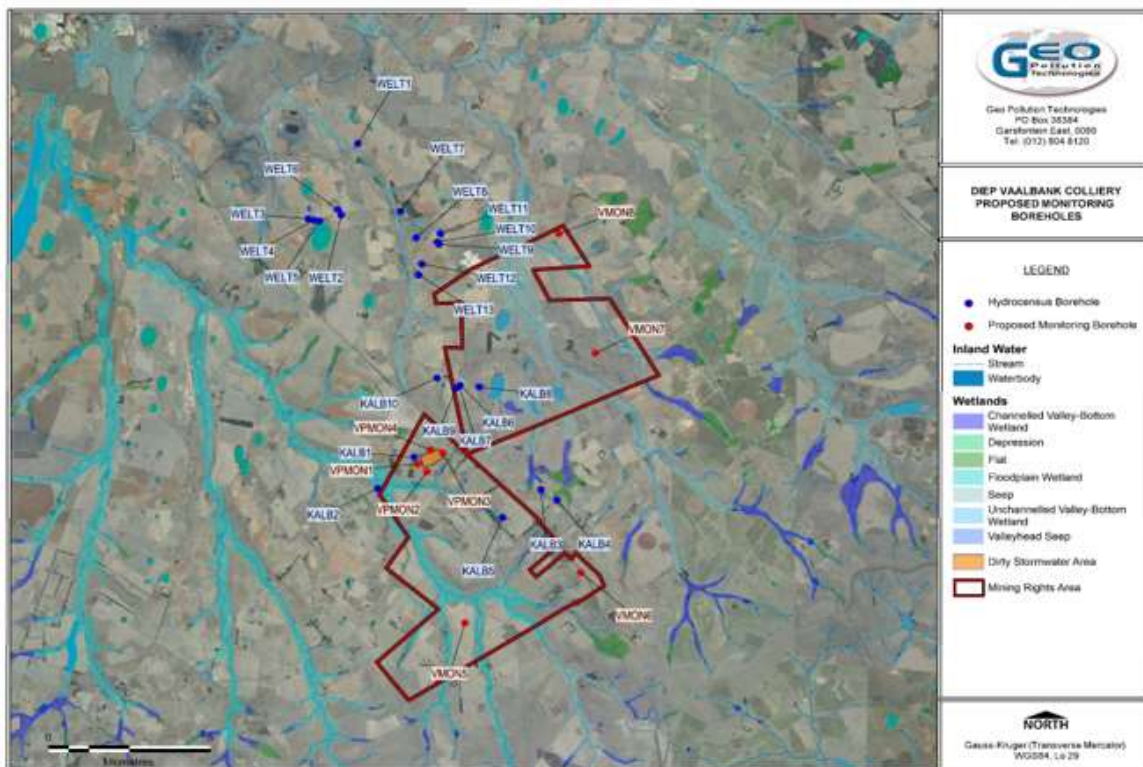 GEO
Pollution
Technologies
Geo Pollution Technologies
PO Box 38384
Garsfontein East, 0060
Tel: (012) 804 8120
DIEP VAALBANK COLLIERY
PROPOSED MONITORING
BOREHOLES
LEGEND
Hydrocensus Borehole
Proposed Monitoring Borehole
Inland Water
Stream
Waterbody
Wetlands
Channelled Valley-Bottom
Wetland
Depression
Flat
Floodplain Wetland
Seep
Unchannelled Valley-Bottom
Wetland
Valleyhead Seep
Dirty Stormwater Area
Mining Rights Area
NORTH
Gauss-Kruger (Transverse Mercator)
WGS84, Lo 29
WELT1
WELT7
WELT6
WELT8
WELT3
WELT11
WELT10
VMON8
WELT4
WELT9
WELT5
WELT2
WELT12
WELT13
VMON7
KALB10
KALB8
KALB6
VPMON4
KALB9
KALB7
KALB1
VPMON1
VPMON2
VPMON3
KALB2
KALB3
KALB4
KALB5
VMON6
VMON5
0
kilometres